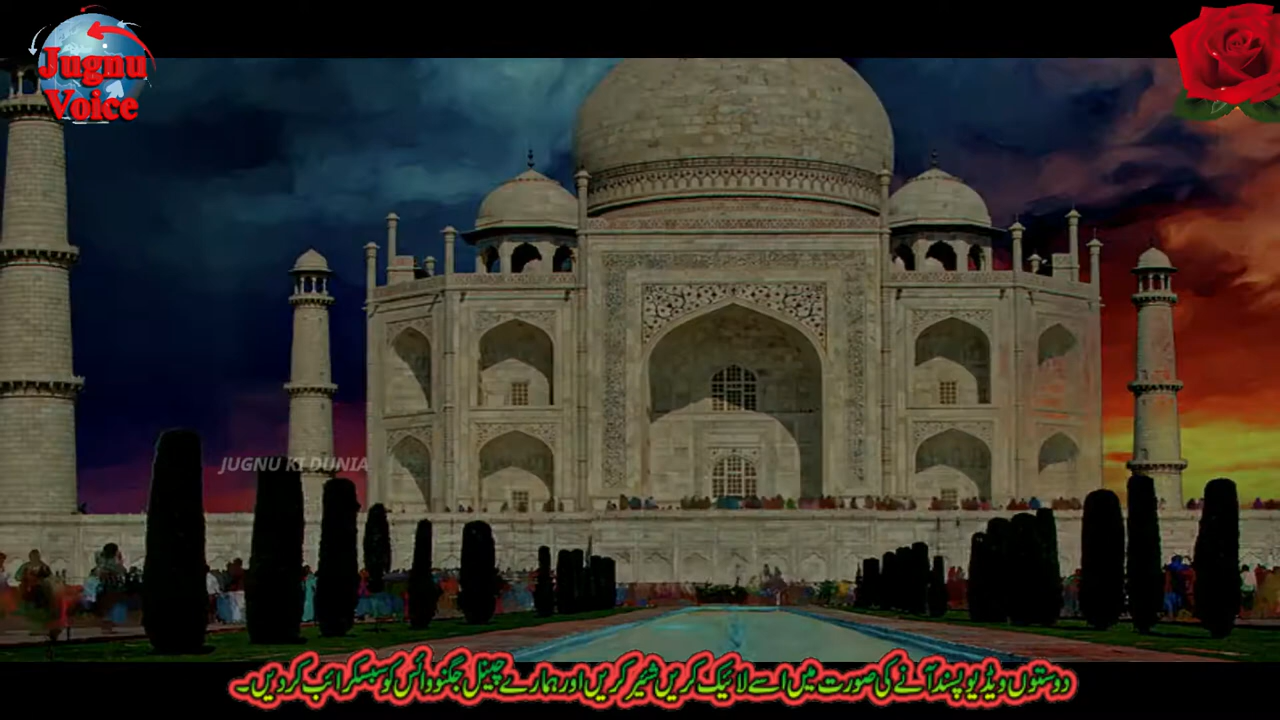 Jugnu
Voice
JUGNU KI DUNIA
دوستوں ویڈیو پسند آنے کی صورت میں اسے لائیک کریں شئیر کریں اور ہمارے چینل جگنو وائس کو سبسکرائب کر دیں۔